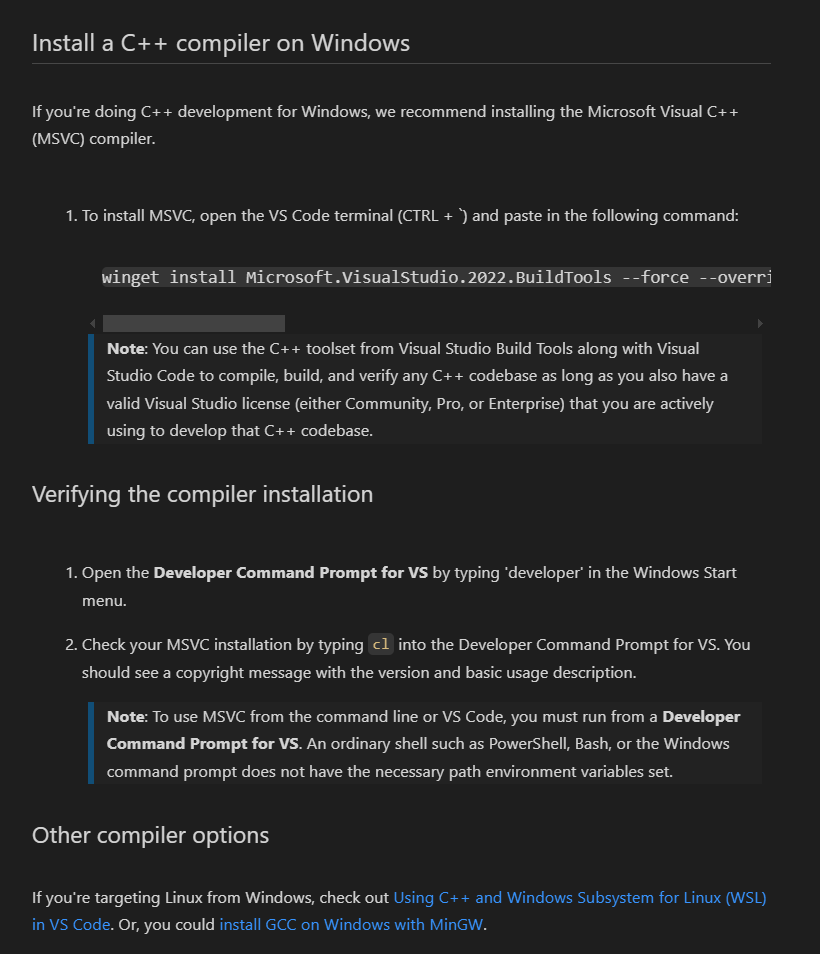 Install a C++ compiler on Windows
If you're doing C++ development for Windows, we recommend installing the Microsoft Visual C++
(MSVC) compiler.
1. To install MSVC, open the VS Code terminal (CTRL + `) and paste in the following command:
winget install Microsoft.VisualStudio.2022.BuildTools --force --overri
Note: You can use the C++ toolset from Visual Studio Build Tools along with Visual
Studio Code to compile, build, and verify any C++ codebase as long as you also have a
valid Visual Studio license (either Community, Pro, or Enterprise) that you are actively
using to develop that C++ codebase.
Verifying the compiler installation
1. Open the Developer Command Prompt for VS by typing 'developer' in the Windows Start
menu.
2. Check your MSVC installation by typing cl into the Developer Command Prompt for VS. You
should see a copyright message with the version and basic usage description.
Note: To use MSVC from the command line or VS Code, you must run from a Developer
Command Prompt for VS. An ordinary shell such as PowerShell, Bash, or the Windows
command prompt does not have the necessary path environment variables set.
Other compiler options
If you're targeting Linux from Windows, check out Using C++ and Windows Subsystem for Linux (WSL)
in VS Code. Or, you could install GCC on Windows with MinGW.